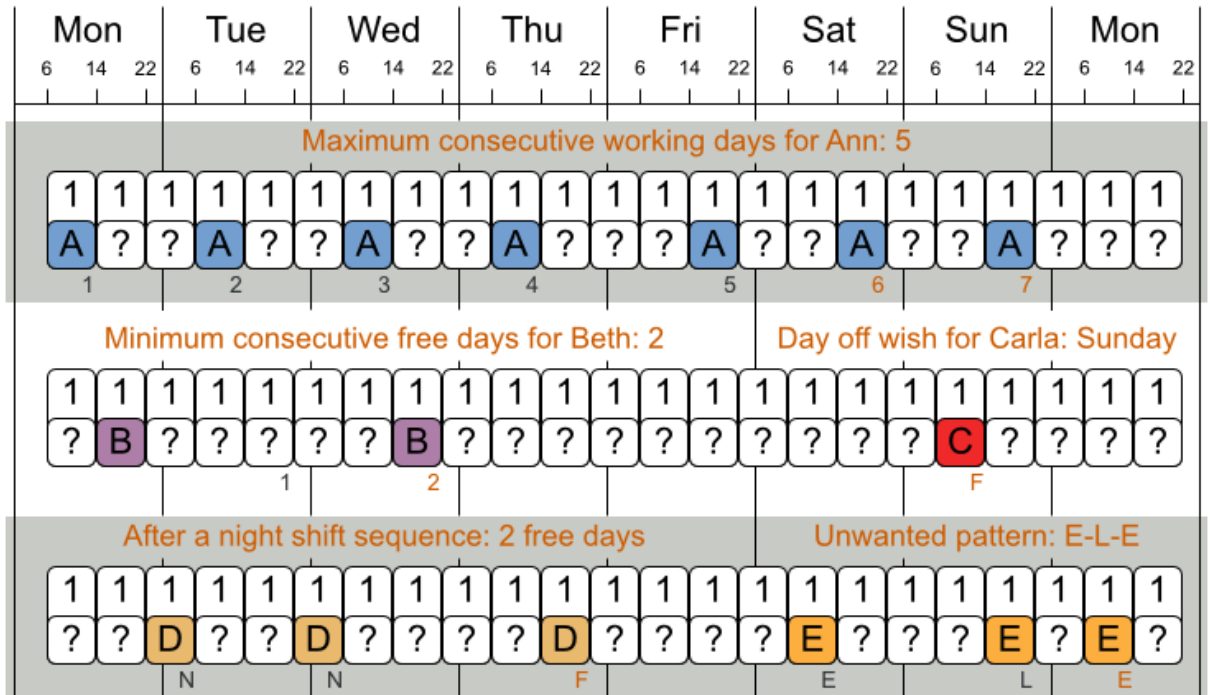 Mon Tue Wed Thu Fri Sat Sun Mon
6 14 22 6 14 22 6 14 22 6 14 22 6 14 22 6 14 22 6 14 22 6 14 22
Maximum consecutive working days for Ann: 5
1 1 1 1 1 1 1 1 1 1 1 1 1 1 1 1 1 1 1 1 1 1 1
A ? ? A ? ? A ? ? A ? ? ? A ? ? A ? ? A ? ? ?
1 2 3 4 5 6 7
Minimum consecutive free days for Beth: 2 Day off wish for Carla: Sunday
1 1 1 1 1 1 1 1 1 1 1 1 1 1 1 1 1 1 1 1 1 1 1
? B ? ? ? ? ? B ? ? ? ? ? ? ? ? ? ? C ? ? ? ?
1 2 F
After a night shift sequence: 2 free days Unwanted pattern: E-L-E
1 1 1 1 1 1 1 1 1 1 1 1 1 1 1 1 1 1 1 1 1 1 1
? ? D ? ? D ? ? ? ? D ? ? ? ? E ? ? ? E ? E ?
N N F E L E